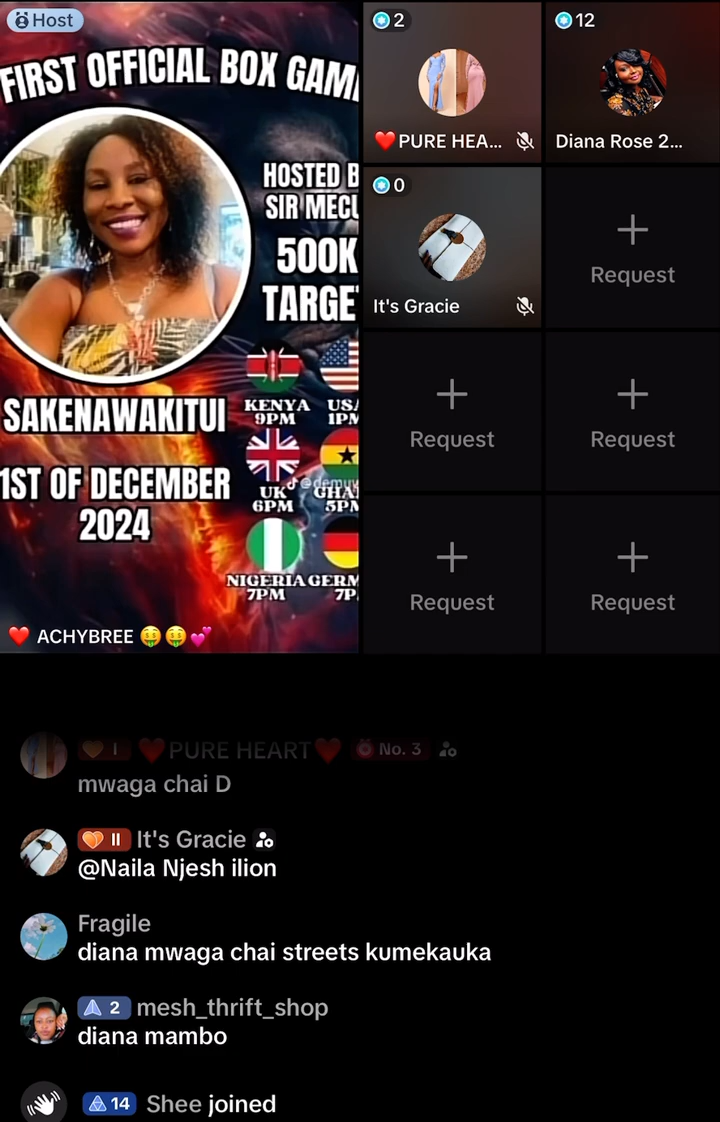 Host
FIRST OFFICIAL BOX GAM
HOSTED B
SIR MECU
500K
TARGE
SAKENAWAKITUI
1ST OF DECEMBER
2024
KENYA
9PM
USA
1PM
UK
6PM
GHA
5PM
NIGERIA
7PM
GERM
7P
❤️ ACHYBREE 🤑🤑💕
2
❤️PURE HEA...
12
Diana Rose 2...
0
It's Gracie
Request
Request
Request
Request
Request
I ❤️PURE HEART❤️ No. 3
mwaga chai D
II It's Gracie
@Naila Njesh ilion
Fragile
diana mwaga chai streets kumekauka
2 mesh_thrift_shop
diana mambo
14 Shee joined